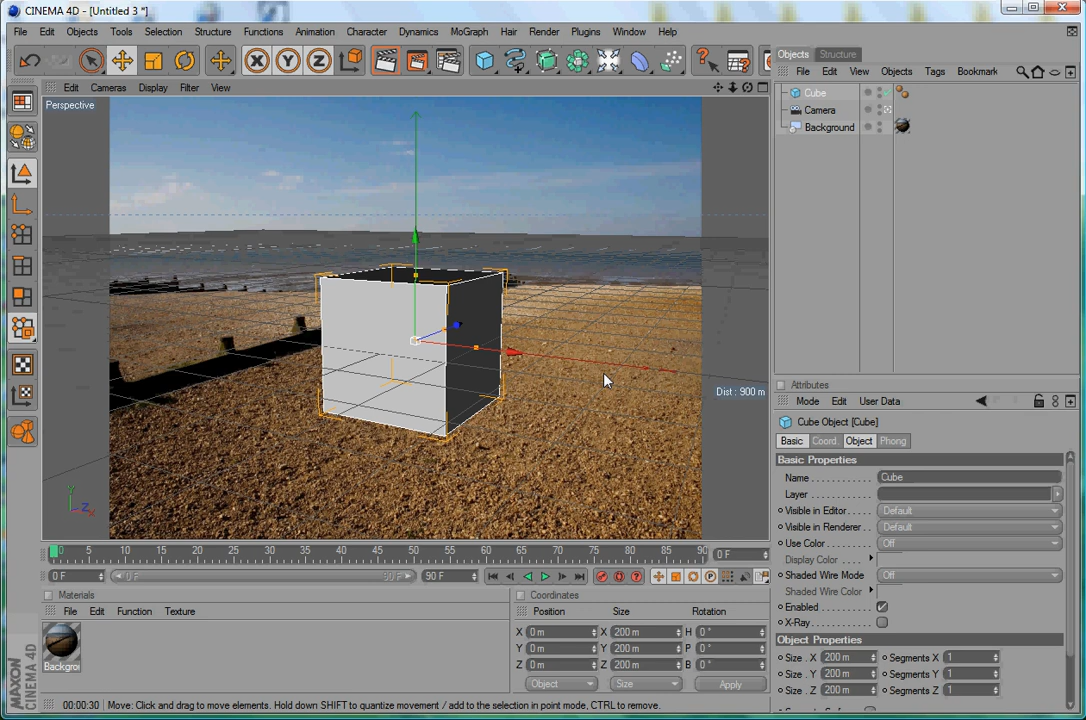 CINEMA 4D - [Untitled 3 *]
File Edit Objects Tools Selection Structure Functions Animation Character Dynamics MoGraph Hair Render Plugins Window Help
Objects Structure
File Edit View Objects Tags Bookmark
Edit Cameras Display Filter View
Perspective
Cube
Camera
Background
Dist : 900 m
Attributes
Mode Edit User Data
Cube Object [Cube]
Basic Coord. Object Phong
Basic Properties
Name Cube
Layer
Visible in Editor Default
Visible in Renderer Default
Use Color Off
Display Color
Shaded Wire Mode Off
Shaded Wire Color
Enabled
X-Ray
Object Properties
Size . X 200 m Segments X 1
Size . Y 200 m Segments Y 1
Size . Z 200 m Segments Z 1
0 5 10 15 20 25 30 35 40 45 50 55 60 65 70 75 80 85 90 0 F
0 F 0 F 90 F 90 F
Materials
File Edit Function Texture
Backgroi
Coordinates
Position Size Rotation
X 0 m X 200 m H 0 °
Y 0 m Y 200 m P 0 °
Z 0 m Z 200 m B 0 °
Object Size Apply
MAXON
CINEMA 4D
00:00:30 Move: Click and drag to move elements. Hold down SHIFT to quantize movement / add to the selection in point mode, CTRL to remove.